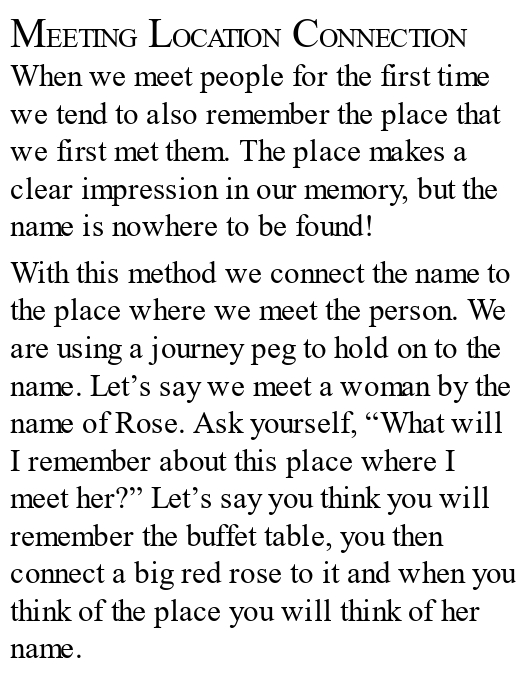 MEETING LOCATION CONNECTION
When we meet people for the first time
we tend to also remember the place that
we first met them. The place makes a
clear impression in our memory, but the
name is nowhere to be found!
With this method we connect the name to
the place where we meet the person. We
are using a journey peg to hold on to the
name. Let’s say we meet a woman by the
name of Rose. Ask yourself, “What will
I remember about this place where I
meet her?” Let’s say you think you will
remember the buffet table, you then
connect a big red rose to it and when you
think of the place you will think of her
name.